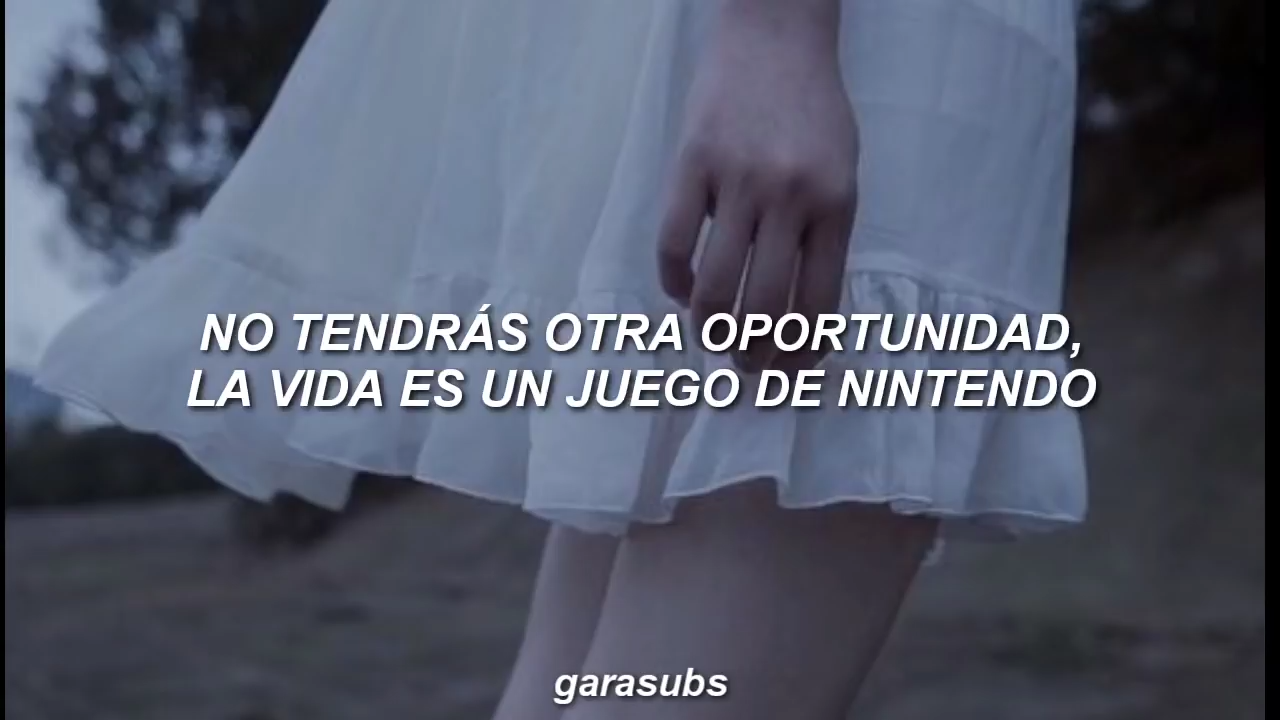 NO TENDRÁS OTRA OPORTUNIDAD,
LA VIDA ES UN JUEGO DE NINTENDO
garasubs